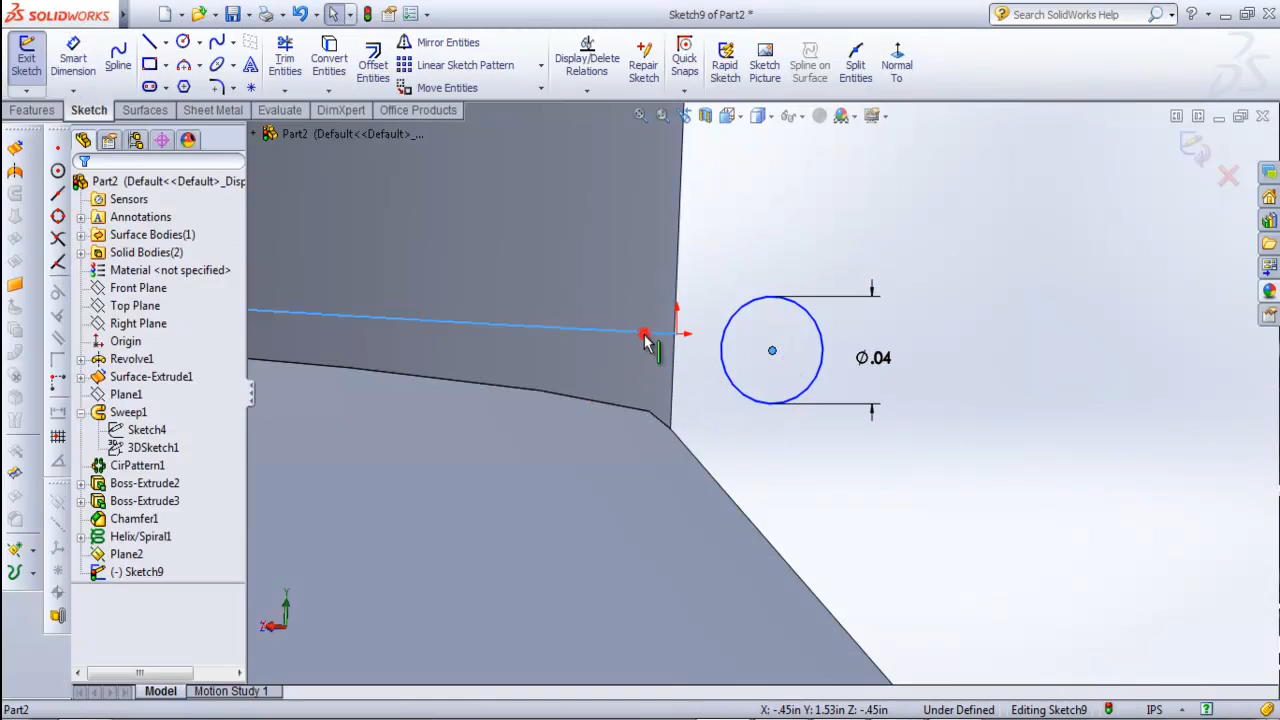 SOLIDWORKS
Sketch9 of Part2 *
Search SolidWorks Help
Exit Sketch
Smart Dimension
Spline
Trim Entities
Convert Entities
Offset Entities
Mirror Entities
Linear Sketch Pattern
Move Entities
Display/Delete Relations
Repair Sketch
Quick Snaps
Rapid Sketch
Sketch Picture
Spline on Surface
Split Entities
Normal To
Features
Sketch
Surfaces
Sheet Metal
Evaluate
DimXpert
Office Products
Part2 (Default<<Default>_...
Part2 (Default<<Default>_Disp
Sensors
Annotations
Surface Bodies(1)
Solid Bodies(2)
Material <not specified>
Front Plane
Top Plane
Right Plane
Origin
Revolve1
Surface-Extrude1
Plane1
Sweep1
Sketch4
3DSketch1
CirPattern1
Boss-Extrude2
Boss-Extrude3
Chamfer1
Helix/Spiral1
Plane2
(-) Sketch9
Ø.04
Y
Z
Model
Motion Study 1
Part2
X: -.45in Y: 1.53in Z: -.45in
Under Defined
Editing Sketch9
IPS